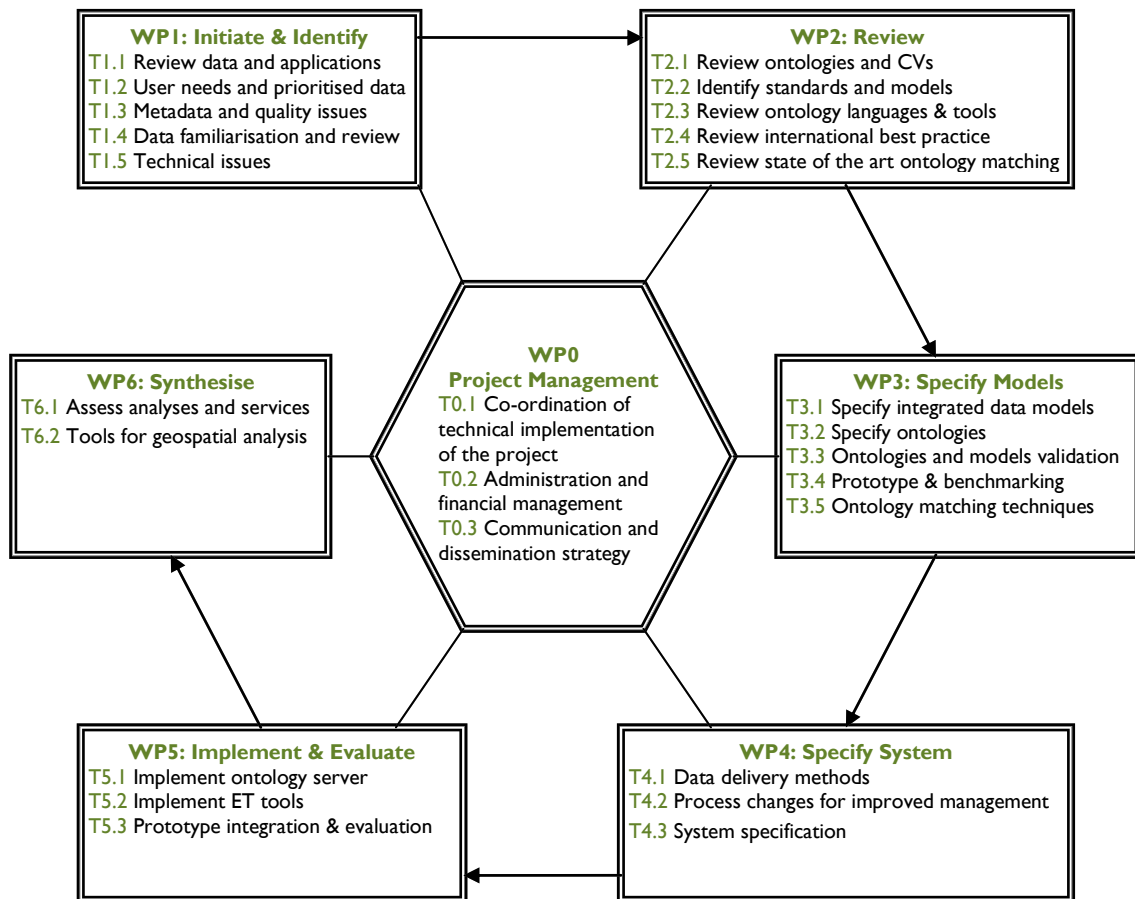 WP1: Initiate & Identify
T1.1 Review data and applications
T1.2 User needs and prioritised data
T1.3 Metadata and quality issues
T1.4 Data familiarisation and review
T1.5 Technical issues
WP2: Review
T2.1 Review ontologies and CVs
T2.2 Identify standards and models
T2.3 Review ontology languages & tools
T2.4 Review international best practice
T2.5 Review state of the art ontology matching
WP0
Project Management
T0.1 Co-ordination of
technical implementation
of the project
T0.2 Administration and
financial management
T0.3 Communication and
dissemination strategy
WP6: Synthesise
T6.1 Assess analyses and services
T6.2 Tools for geospatial analysis
WP3: Specify Models
T3.1 Specify integrated data models
T3.2 Specify ontologies
T3.3 Ontologies and models validation
T3.4 Prototype & benchmarking
T3.5 Ontology matching techniques
WP5: Implement & Evaluate
T5.1 Implement ontology server
T5.2 Implement ET tools
T5.3 Prototype integration & evaluation
WP4: Specify System
T4.1 Data delivery methods
T4.2 Process changes for improved management
T4.3 System specification